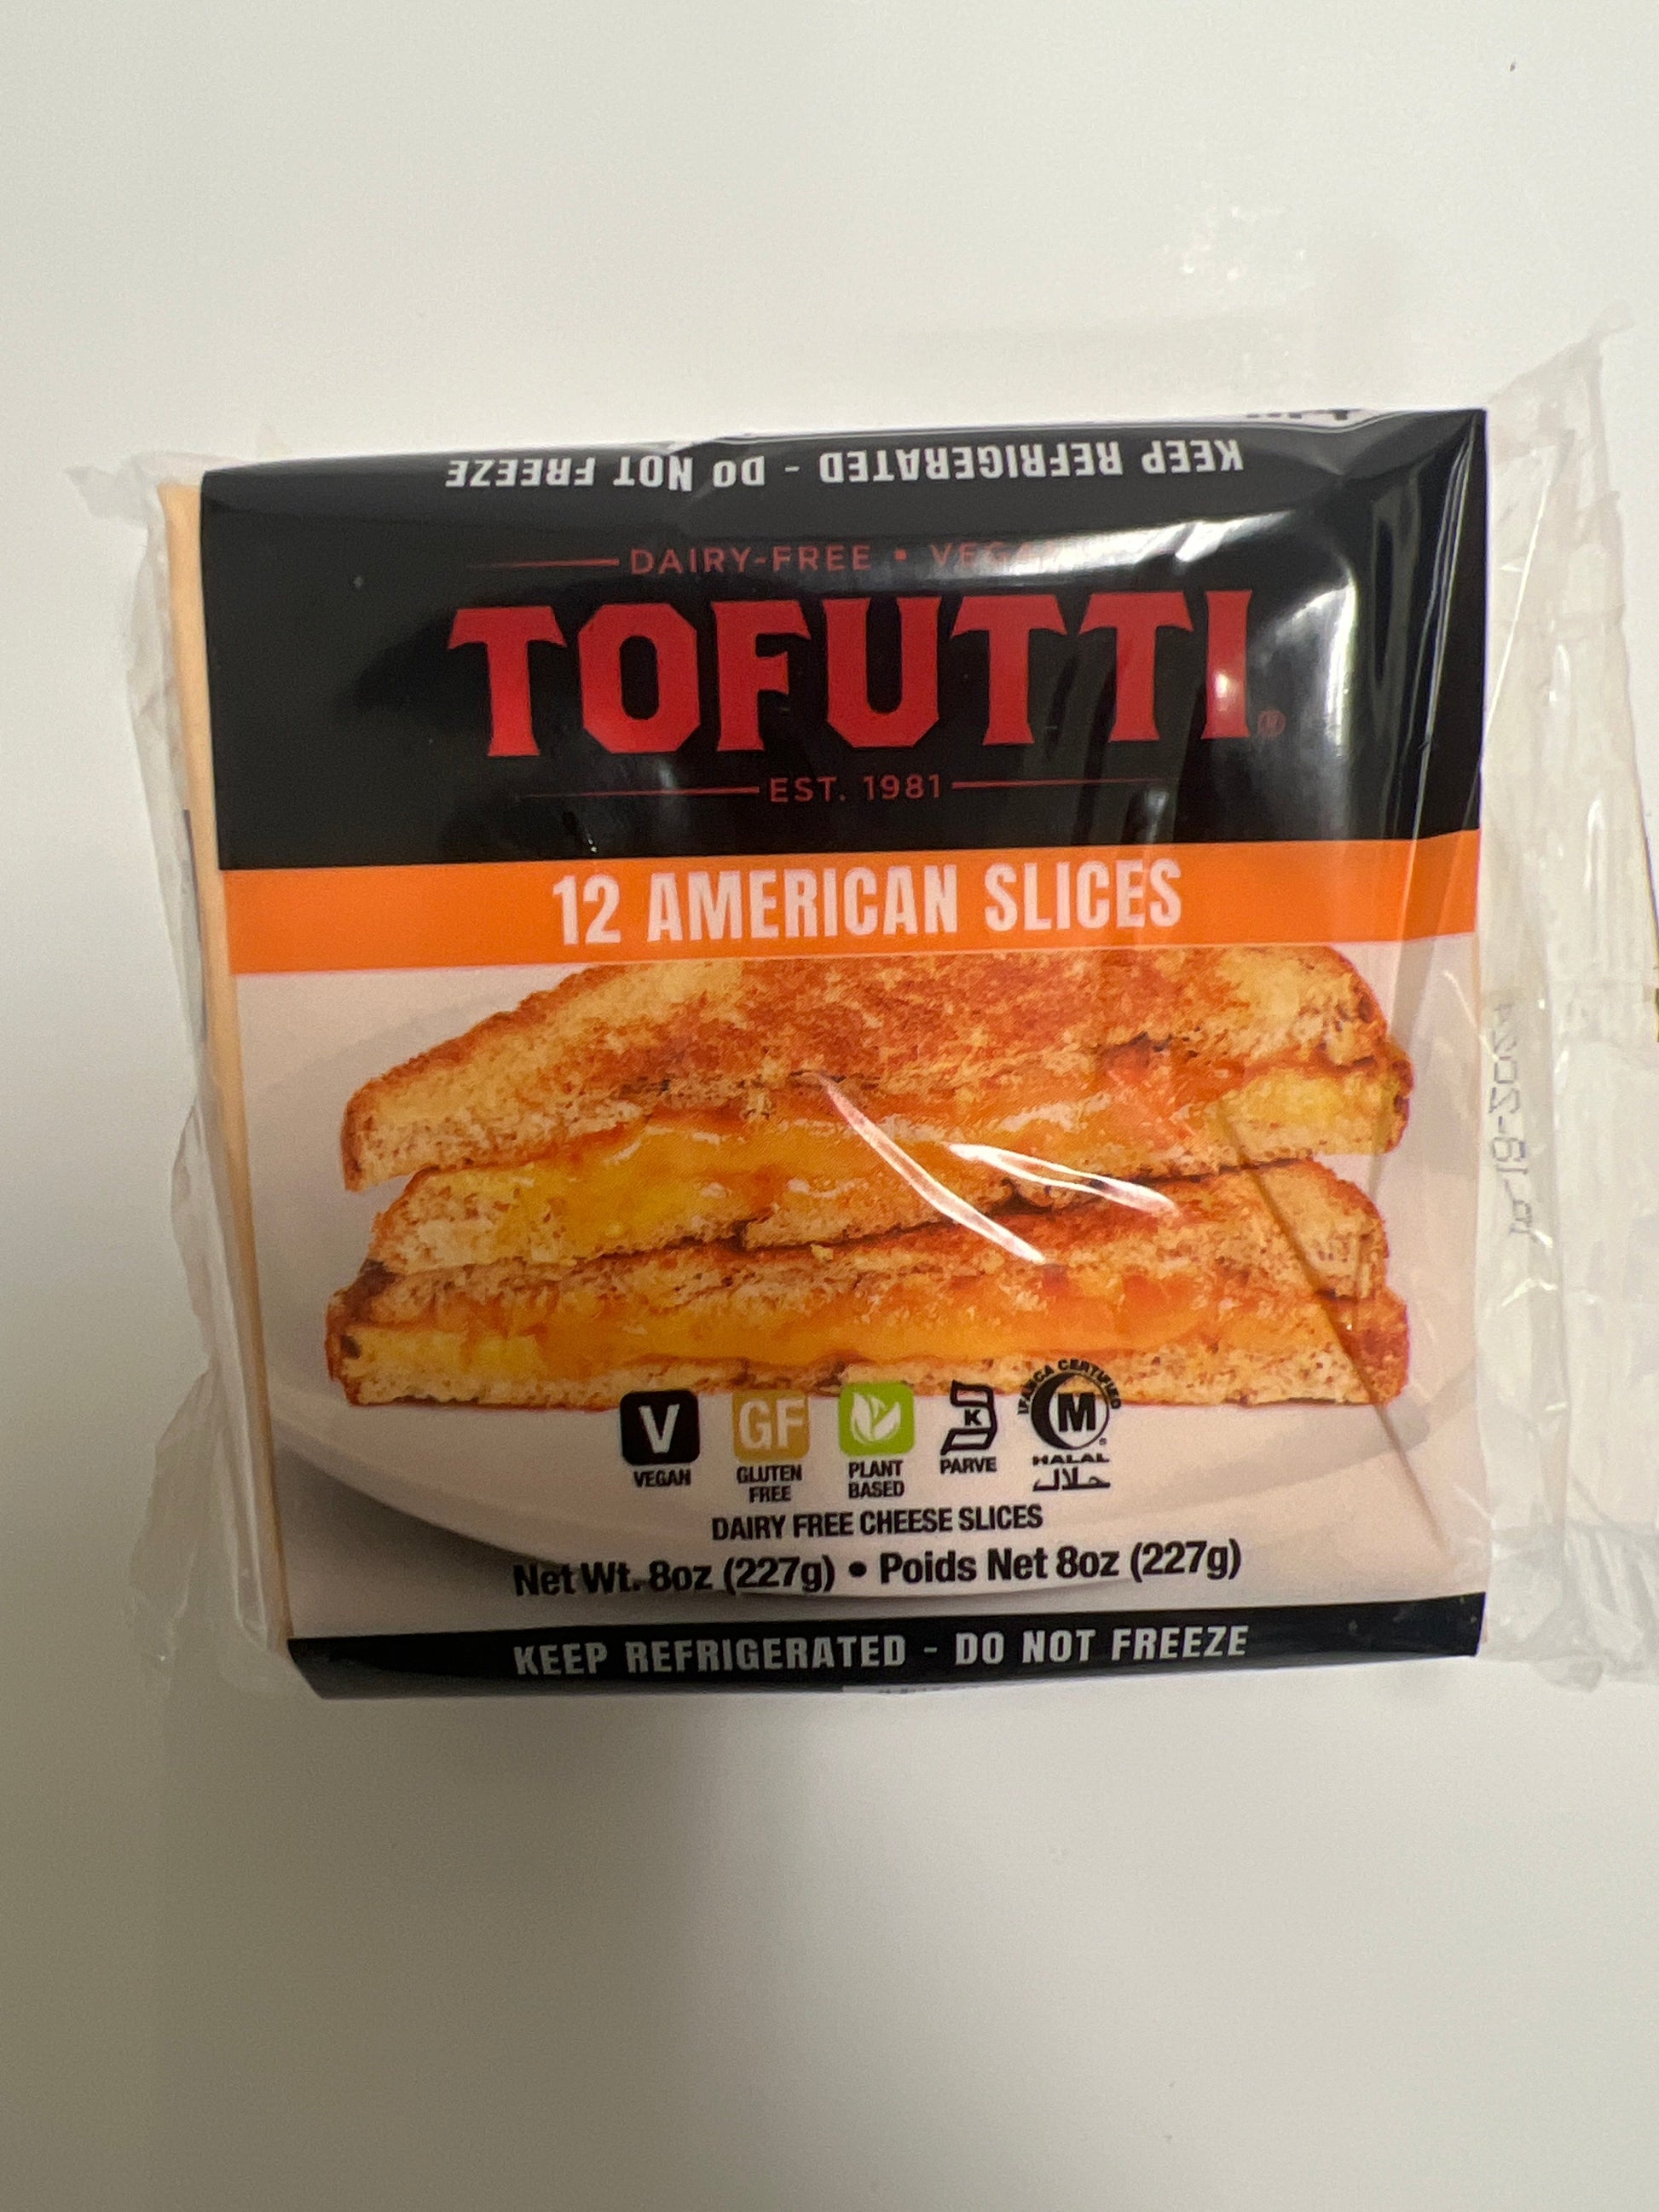 KEEP REFRIGERATED - DO NOT FREEZE
DAIRY-FREE • VEGAN
TOFUTTI®
EST. 1981
12 AMERICAN SLICES
V
VEGAN
GF
GLUTEN
FREE
PLANT
BASED
K
PARVE
IFANCA CERTIFIED
M®
HALAL
حلال
DAIRY FREE CHEESE SLICES
Net Wt. 8oz (227g) • Poids Net 8oz (227g)
KEEP REFRIGERATED - DO NOT FREEZE